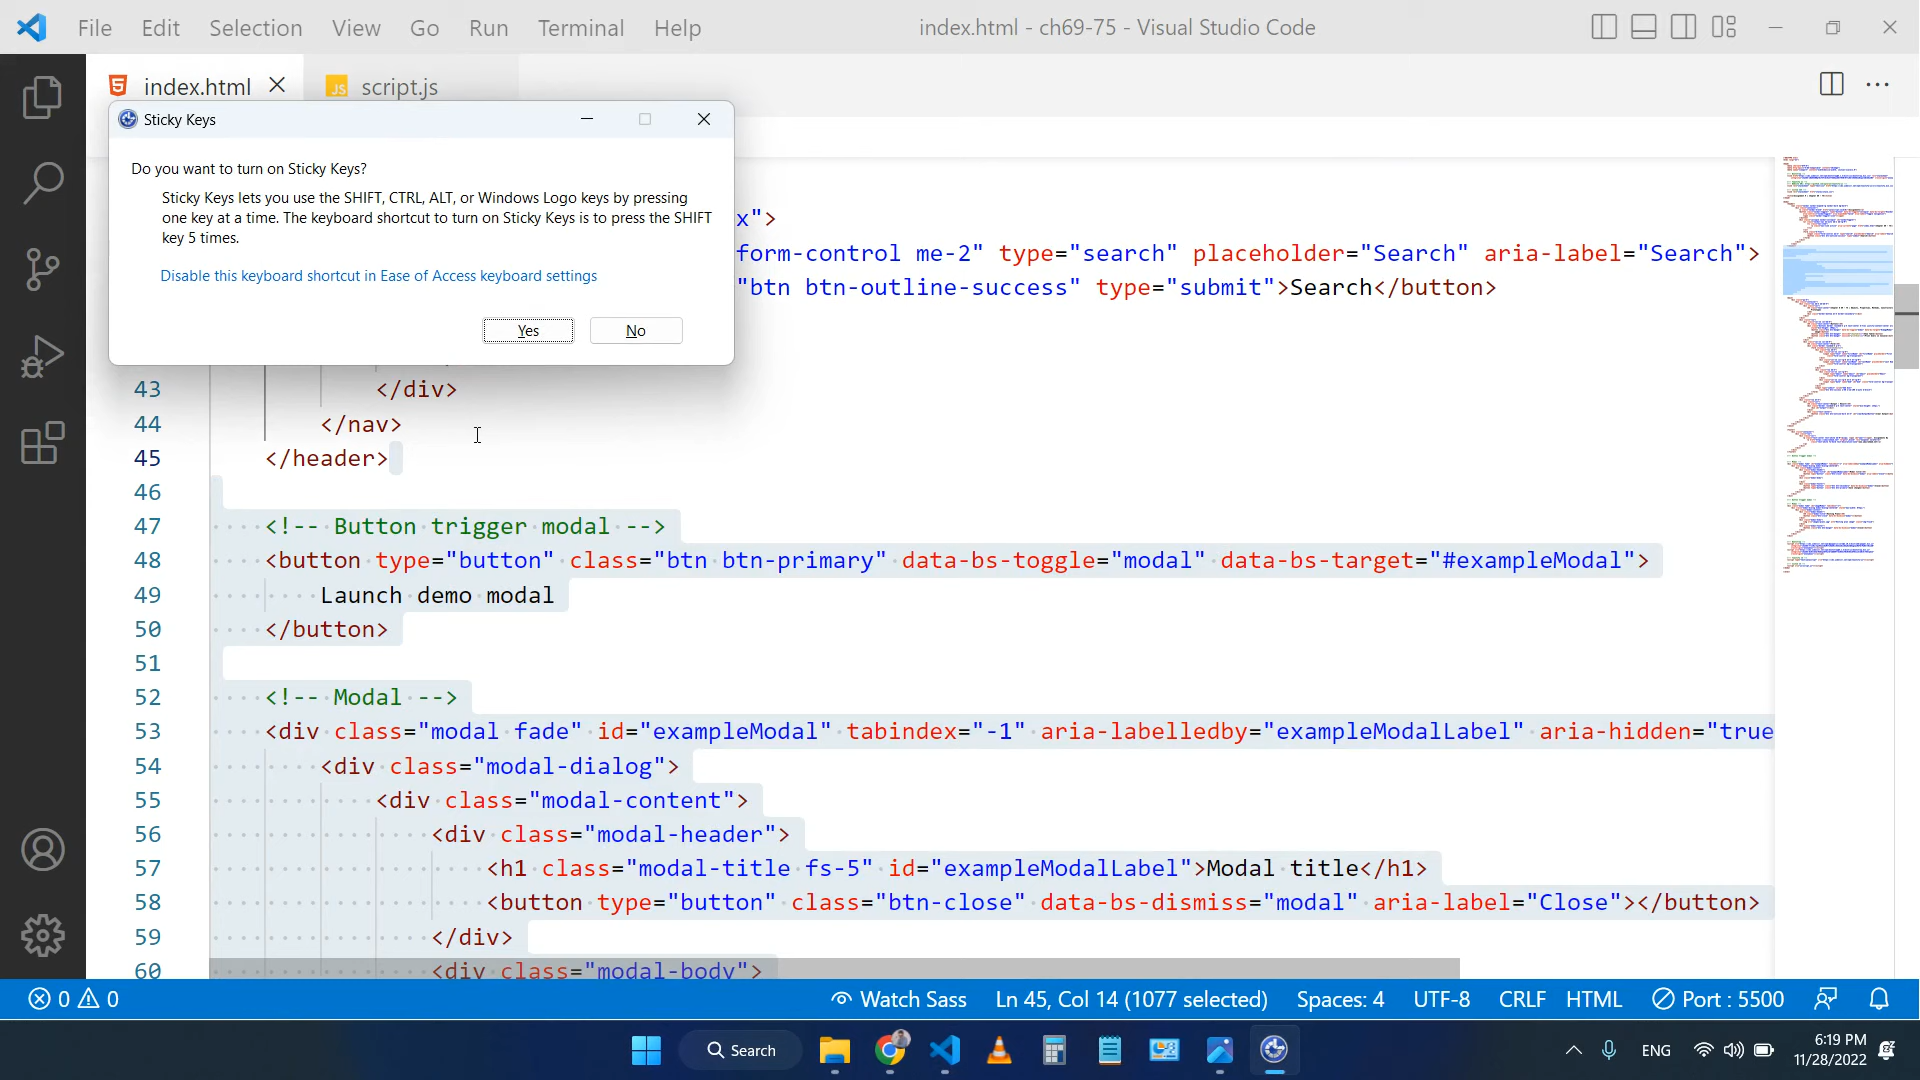 File Edit Selection View Go Run Terminal Help index.html - ch69-75 - Visual Studio Code
index.html script.js
Sticky Keys
Do you want to turn on Sticky Keys?
Sticky Keys lets you use the SHIFT, CTRL, ALT, or Windows Logo keys by pressing
one key at a time. The keyboard shortcut to turn on Sticky Keys is to press the SHIFT
key 5 times.
Disable this keyboard shortcut in Ease of Access keyboard settings
Yes No
x">
form-control me-2" type="search" placeholder="Search" aria-label="Search">
"btn btn-outline-success" type="submit">Search</button>
43 </div>
44 </nav>
45 </header>
46
47 <!-- Button trigger modal -->
48 <button type="button" class="btn btn-primary" data-bs-toggle="modal" data-bs-target="#exampleModal">
49 Launch demo modal
50 </button>
51
52 <!-- Modal -->
53 <div class="modal fade" id="exampleModal" tabindex="-1" aria-labelledby="exampleModalLabel" aria-hidden="true
54 <div class="modal-dialog">
55 <div class="modal-content">
56 <div class="modal-header">
57 <h1 class="modal-title fs-5" id="exampleModalLabel">Modal title</h1>
58 <button type="button" class="btn-close" data-bs-dismiss="modal" aria-label="Close"></button>
59 </div>
60 <div class="modal-body">
0 0 Watch Sass Ln 45, Col 14 (1077 selected) Spaces: 4 UTF-8 CRLF HTML Port : 5500
Search ENG 6:19 PM
11/28/2022